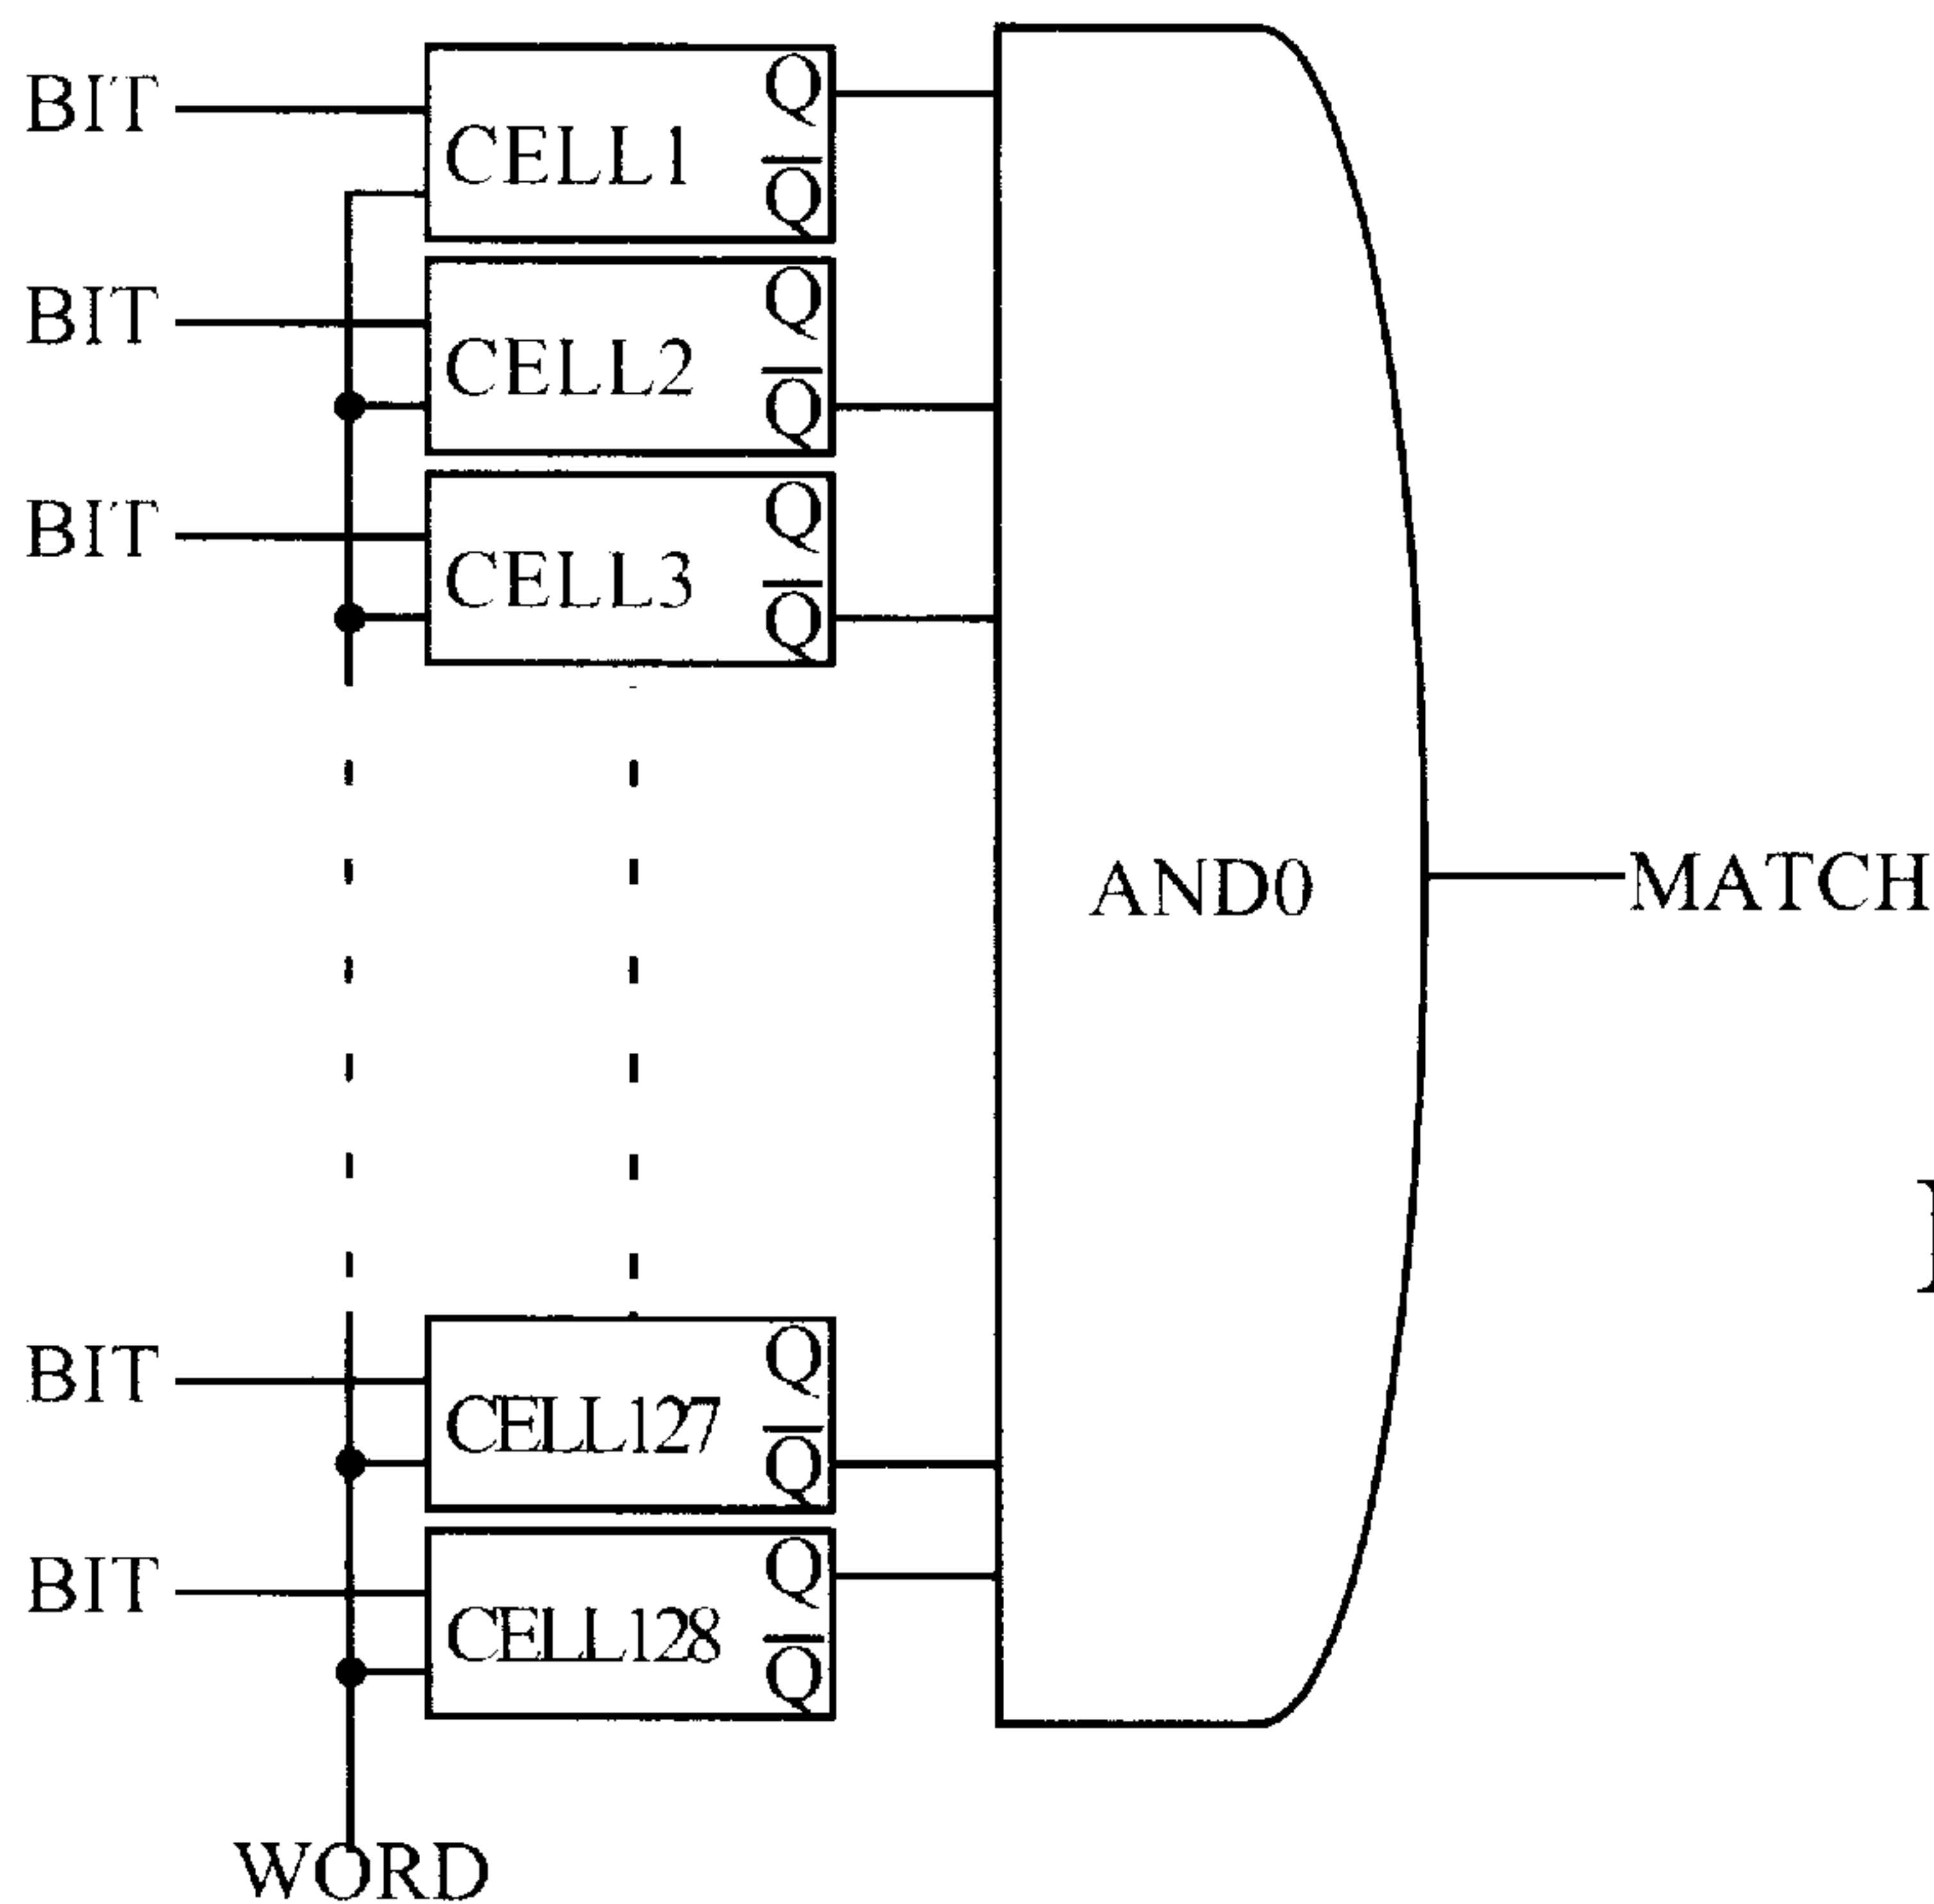 BIT
CELL1
Q
Q̅
BIT
CELL2
Q
Q̅
BIT
CELL3
Q
Q̅
AND0
MATCH
BIT
CELL127
Q
Q̅
BIT
CELL128
Q
Q̅
WORD